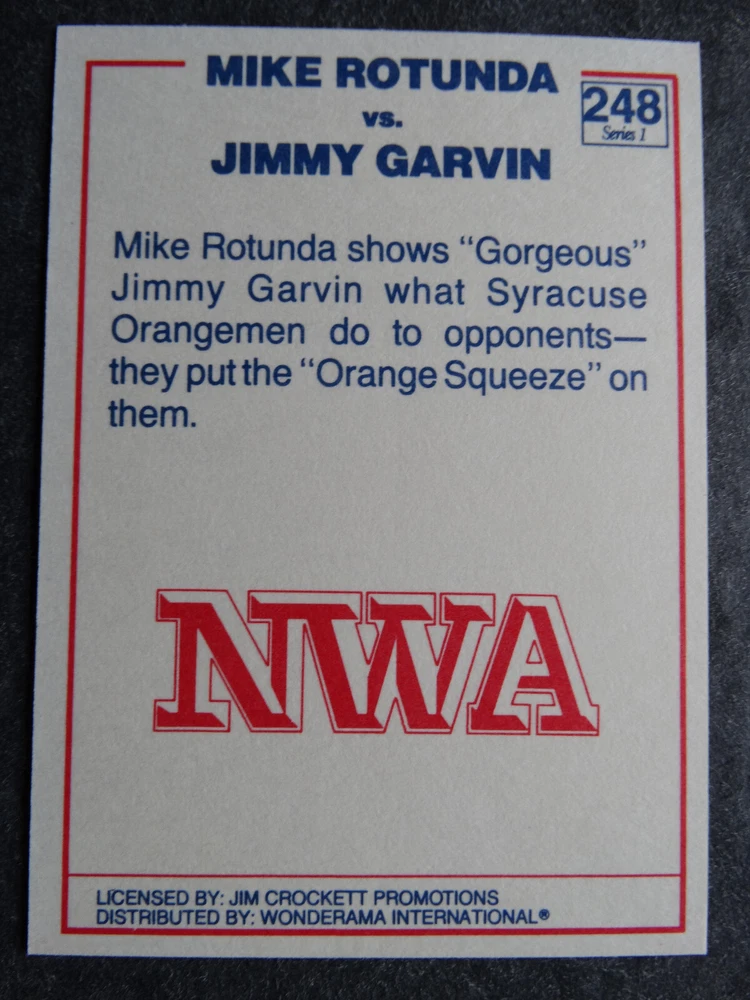 MIKE ROTUNDA
vs.
JIMMY GARVIN
248
Series 1
Mike Rotunda shows “Gorgeous”
Jimmy Garvin what Syracuse
Orangemen do to opponents—
they put the “Orange Squeeze” on
them.
NWA
LICENSED BY: JIM CROCKETT PROMOTIONS
DISTRIBUTED BY: WONDERAMA INTERNATIONAL®